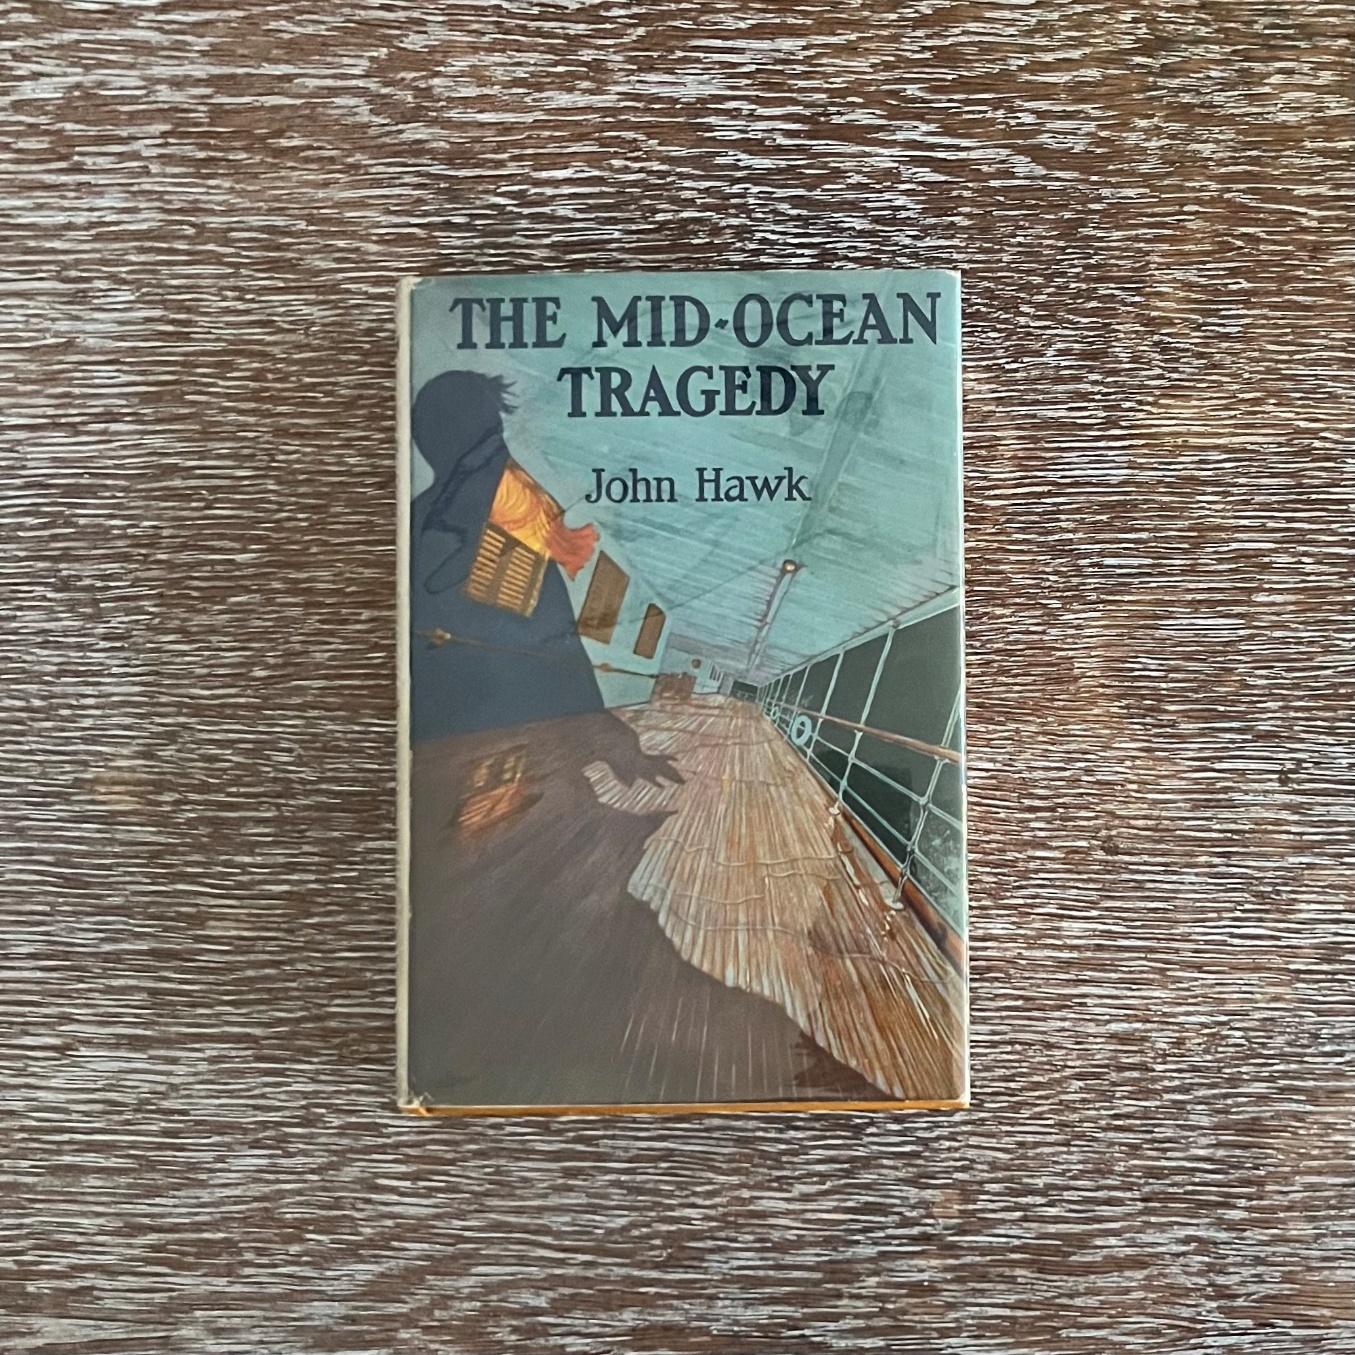 THE MID-OCEAN
TRAGEDY
John Hawk